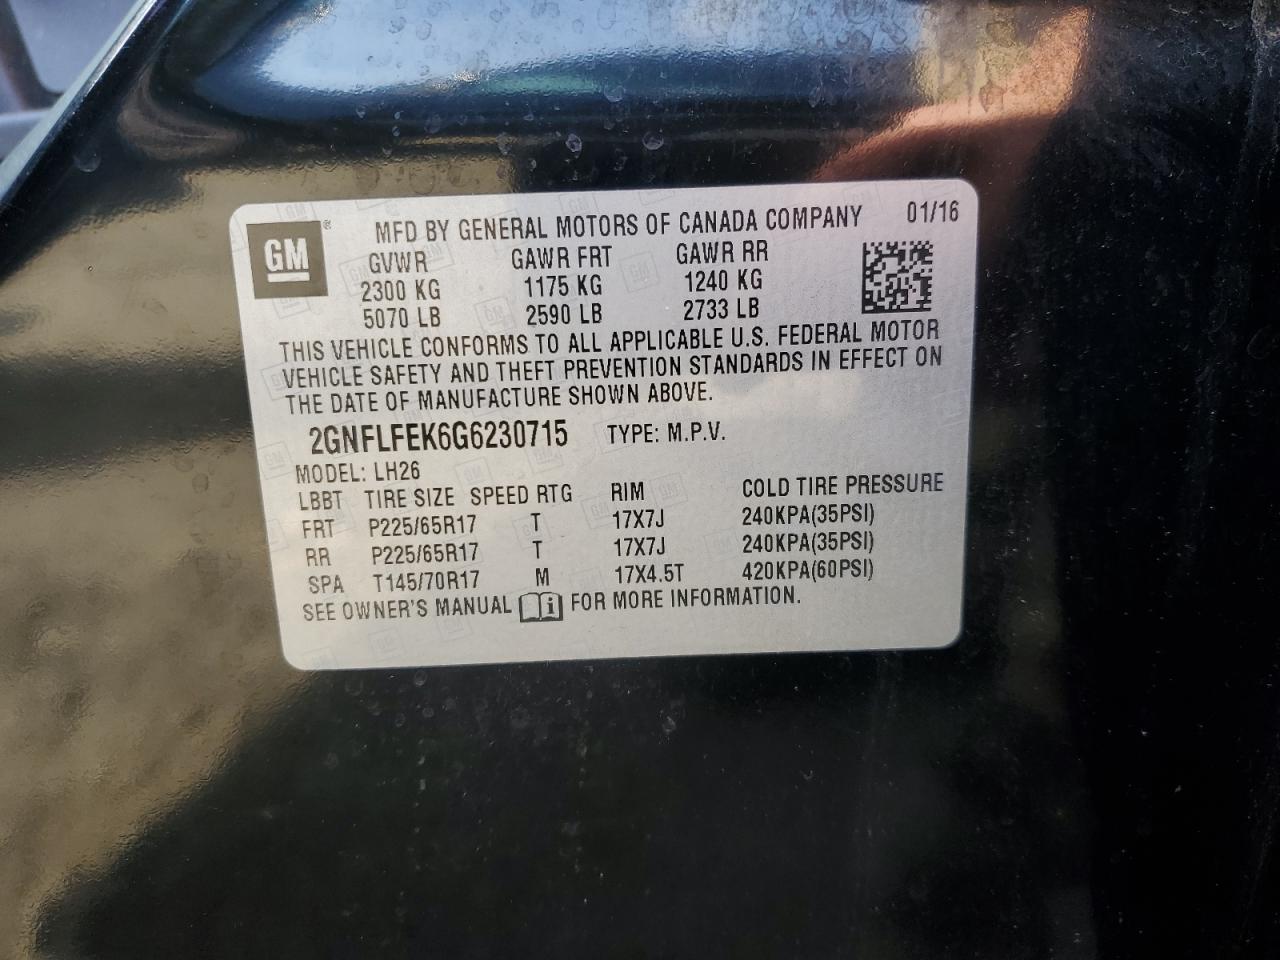 GM ® MFD BY GENERAL MOTORS OF CANADA COMPANY 01/16
GVWR GAWR FRT GAWR RR
2300 KG 1175 KG 1240 KG
5070 LB 2590 LB 2733 LB
THIS VEHICLE CONFORMS TO ALL APPLICABLE U.S. FEDERAL MOTOR
VEHICLE SAFETY AND THEFT PREVENTION STANDARDS IN EFFECT ON
THE DATE OF MANUFACTURE SHOWN ABOVE.
2GNFLFEK6G6230715 TYPE: M.P.V.
MODEL: LH26
LBBT TIRE SIZE SPEED RTG RIM COLD TIRE PRESSURE
FRT P225/65R17 T 17X7J 240KPA(35PSI)
RR P225/65R17 T 17X7J 240KPA(35PSI)
SPA T145/70R17 M 17X4.5T 420KPA(60PSI)
SEE OWNER'S MANUAL i FOR MORE INFORMATION.